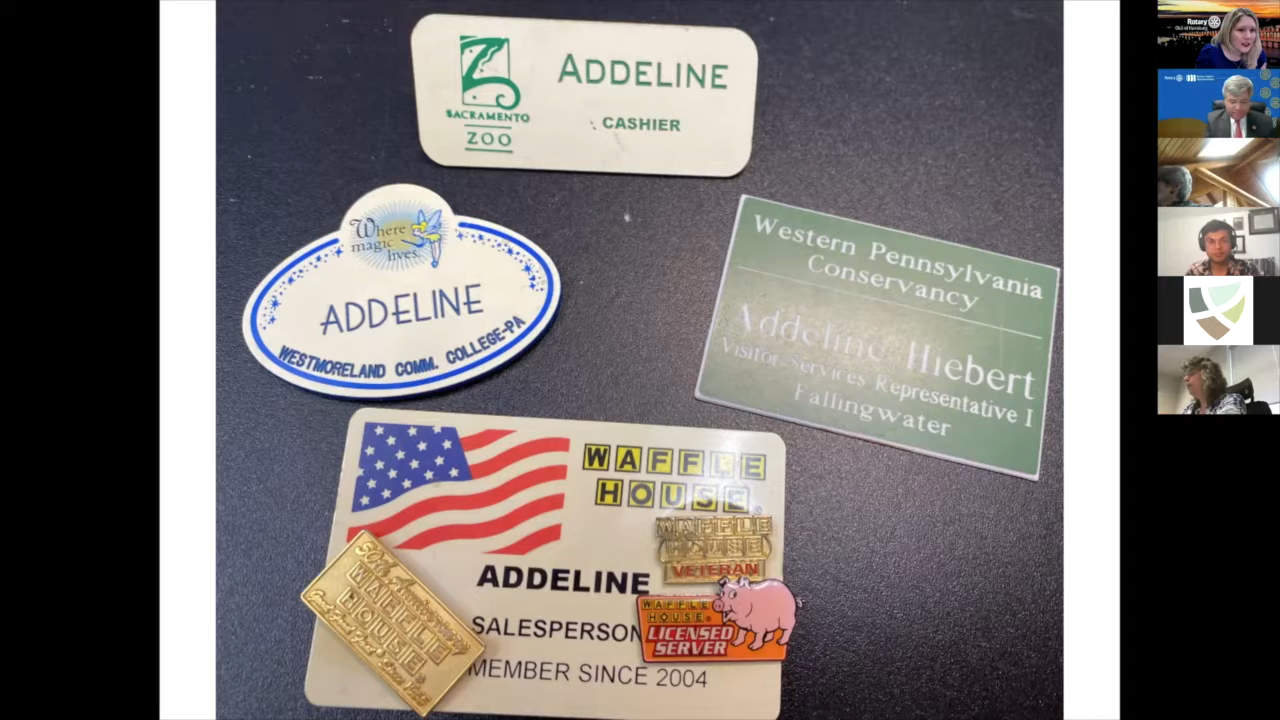 SACRAMENTO
ZOO
ADDELINE
CASHIER
Where
magic
lives.
ADDELINE
WESTMORELAND COMM. COLLEGE-PA
Western Pennsylvania
Conservancy
Addeline Hiebert
Visitor Services Representative I
Fallingwater
WAFFLE
HOUSE®
ADDELINE
SALESPERSON
MEMBER SINCE 2004
50th Anniversary
WAFFLE
HOUSE®
WAFFLE
HOUSE
VETERAN
WAFFLE
HOUSE®
LICENSED
SERVER
Rotary